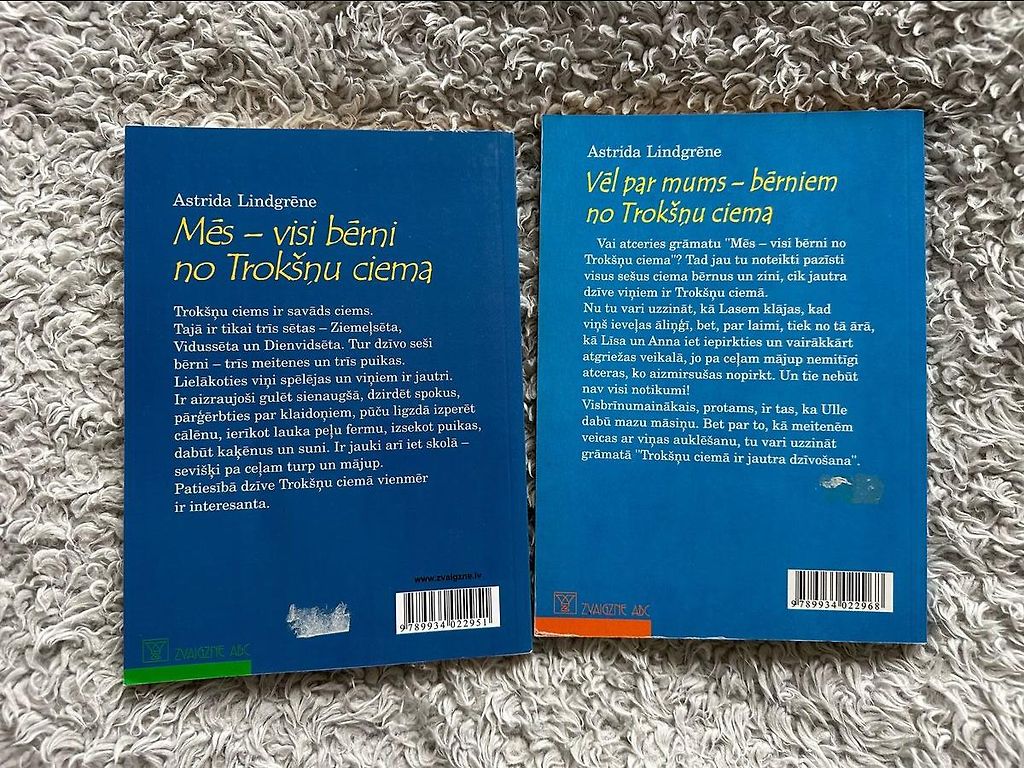 Astrida Lindgrēne
Mēs – visi bērni
no Trokšņu ciema
Trokšņu ciems ir savāds ciems.
Tajā ir tikai trīs sētas – Ziemeļsēta,
Vidussēta un Dienvidsēta. Tur dzīvo seši
bērni – trīs meitenes un trīs puikas.
Lielākoties viņi spēlējas un viņiem ir jautri.
Ir aizraujoši gulēt sienaugšā, dzirdēt spokus,
pārģērbties par klaidoņiem, pūču ligzdā izperēt
cālēnu, ierīkot lauka peļu fermu, izsekot puikas,
dabūt kaķēnus un suni. Ir jauki arī iet skolā –
sevišķi pa ceļam turp un mājup.
Patiesībā dzīve Trokšņu ciemā vienmēr
ir interesanta.
www.zvaigzne.lv
9789934022951
ZVAIGZNE ABC
Astrida Lindgrēne
Vēl par mums – bērniem
no Trokšņu ciema
Vai atceries grāmatu "Mēs – visi bērni no
Trokšņu ciema"? Tad jau tu noteikti pazīsti
visus sešus ciema bērnus un zini, cik jautra
dzīve viņiem ir Trokšņu ciemā.
Nu tu vari uzzināt, kā Lasem klājas, kad
viņš ieveļas āliņģī, bet, par laimi, tiek no tā ārā,
kā Līsa un Anna iet iepirkties un vairākkārt
atgriežas veikalā, jo pa ceļam mājup nemitīgi
atceras, ko aizmirsušas nopirkt. Un tie nebūt
nav visi notikumi!
Visbrīnumainākais, protams, ir tas, ka Ulle
dabū mazu māsiņu. Bet par to, kā meitenēm
veicas ar viņas auklēšanu, tu vari uzzināt
grāmatā "Trokšņu ciemā ir jautra dzīvošana".
9789934022968
ZVAIGZNE ABC